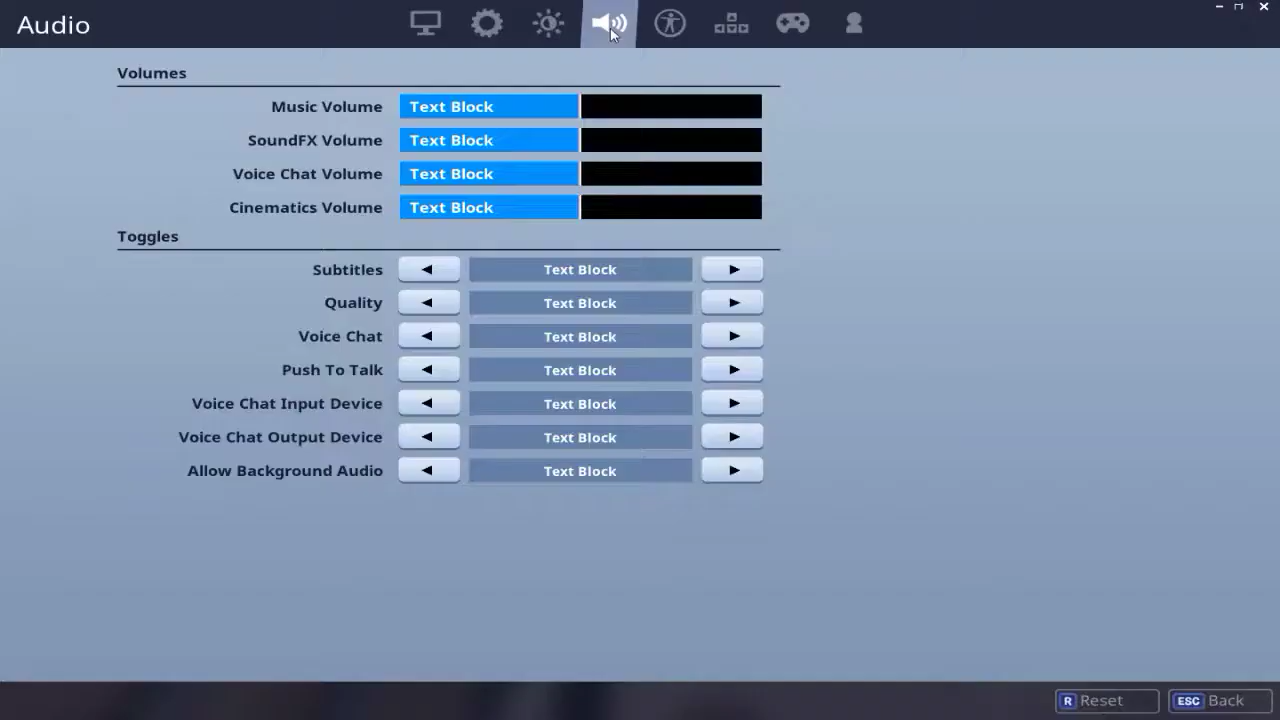 Audio
Volumes
Music Volume Text Block
SoundFX Volume Text Block
Voice Chat Volume Text Block
Cinematics Volume Text Block
Toggles
Subtitles Text Block
Quality Text Block
Voice Chat Text Block
Push To Talk Text Block
Voice Chat Input Device Text Block
Voice Chat Output Device Text Block
Allow Background Audio Text Block
R Reset ESC Back